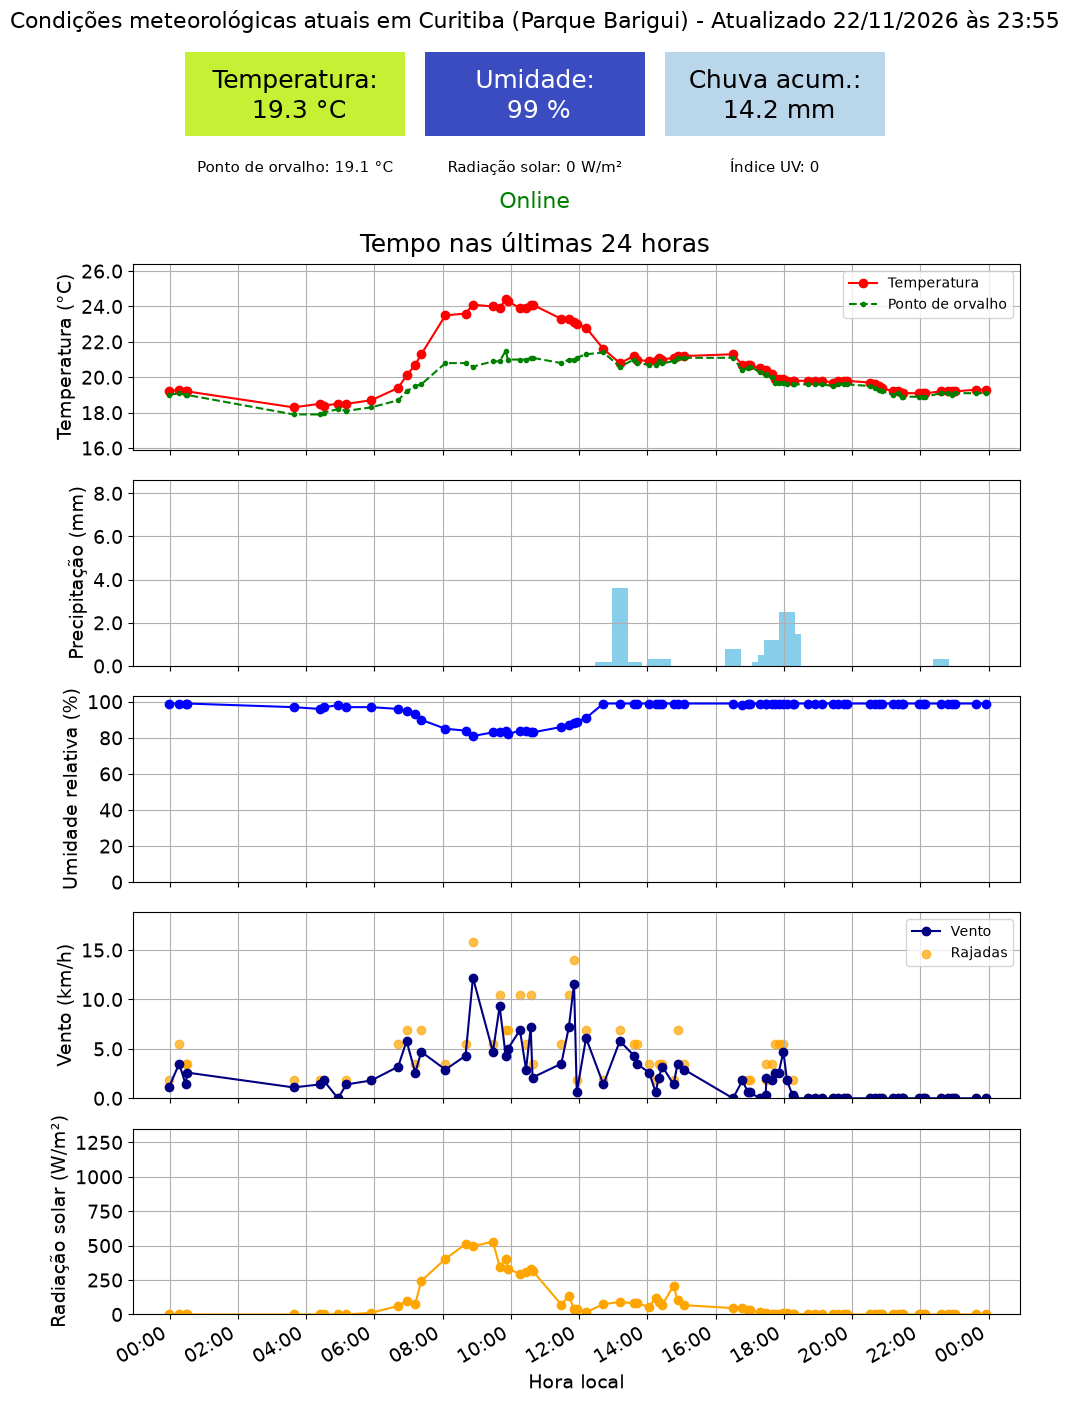 Condições meteorológicas atuais em Curitiba (Parque Barigui) - Atualizado 22/11/2026 às 23:55
Temperatura:
19.3 °C
Umidade:
99 %
Chuva acum.:
14.2 mm
Ponto de orvalho: 19.1 °C
Radiação solar: 0 W/m²
Índice UV: 0
Online
Tempo nas últimas 24 horas
Temperatura (°C)
26.0
24.0
22.0
20.0
18.0
16.0
Temperatura
Ponto de orvalho
Precipitação (mm)
8.0
6.0
4.0
2.0
0.0
Umidade relativa (%)
100
80
60
40
20
0
Vento (km/h)
15.0
10.0
5.0
0.0
Vento
Rajadas
Radiação solar (W/m²)
1250
1000
750
500
250
0
00:00
02:00
04:00
06:00
08:00
10:00
12:00
14:00
16:00
18:00
20:00
22:00
00:00
Hora local